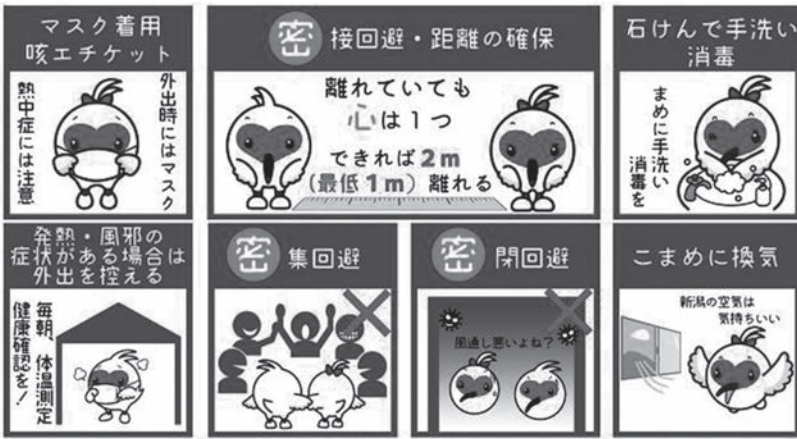 マスク着用
咳エチケット
外出時にはマスク
熱中症には注意
密 接回避・距離の確保
離れていても
心は1つ
できれば2m
(最低1m)離れる
石けんで手洗い
消毒
まめに手洗い
消毒を
発熱・風邪の
症状がある場合は
外出を控える
毎朝、体温測定
健康確認を!
密 集回避
密 閉回避
風通し悪いよね?
こまめに換気
新潟の空気は
気持ちいい